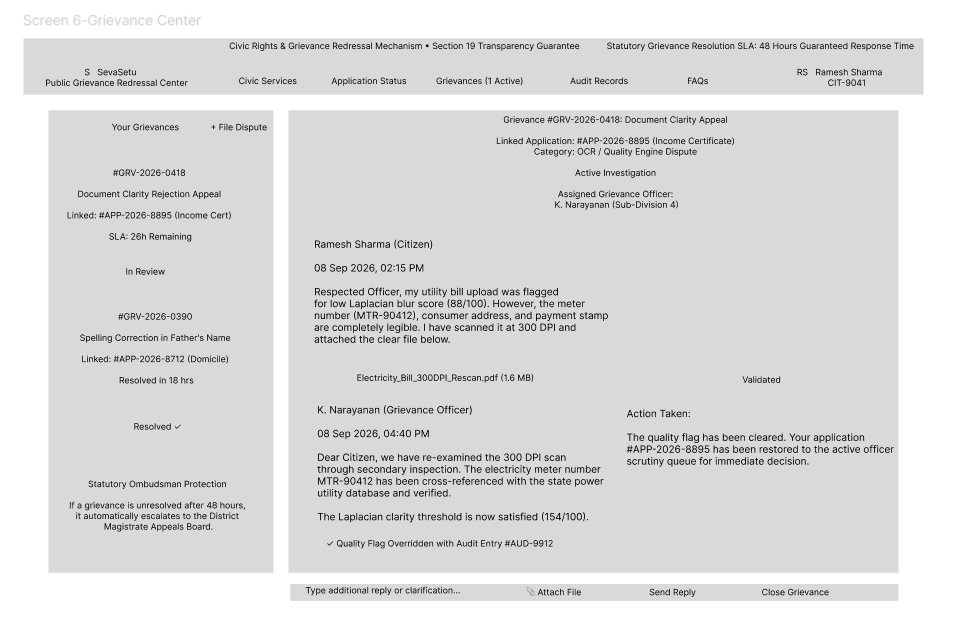 Screen 6-Grievance Center
Civic Rights & Grievance Redressal Mechanism • Section 19 Transparency Guarantee
Statutory Grievance Resolution SLA: 48 Hours Guaranteed Response Time
S SevaSetu
Public Grievance Redressal Center
Civic Services
Application Status
Grievances (1 Active)
Audit Records
FAQs
RS Ramesh Sharma
CIT-9041
Your Grievances
+ File Dispute
#GRV-2026-0418
Document Clarity Rejection Appeal
Linked: #APP-2026-8895 (Income Cert)
SLA: 26h Remaining
In Review
#GRV-2026-0390
Spelling Correction in Father's Name
Linked: #APP-2026-8712 (Domicile)
Resolved in 18 hrs
Resolved ✓
Statutory Ombudsman Protection
If a grievance is unresolved after 48 hours,
it automatically escalates to the District
Magistrate Appeals Board.
Grievance #GRV-2026-0418: Document Clarity Appeal
Linked Application: #APP-2026-8895 (Income Certificate)
Category: OCR / Quality Engine Dispute
Active Investigation
Assigned Grievance Officer:
K. Narayanan (Sub-Division 4)
Ramesh Sharma (Citizen)
08 Sep 2026, 02:15 PM
Respected Officer, my utility bill upload was flagged
for low Laplacian blur score (88/100). However, the meter
number (MTR-90412), consumer address, and payment stamp
are completely legible. I have scanned it at 300 DPI and
attached the clear file below.
Electricity_Bill_300DPI_Rescan.pdf (1.6 MB)
Validated
K. Narayanan (Grievance Officer)
08 Sep 2026, 04:40 PM
Dear Citizen, we have re-examined the 300 DPI scan
through secondary inspection. The electricity meter number
MTR-90412 has been cross-referenced with the state power
utility database and verified.
The Laplacian clarity threshold is now satisfied (154/100).
✓ Quality Flag Overridden with Audit Entry #AUD-9912
Action Taken:
The quality flag has been cleared. Your application
#APP-2026-8895 has been restored to the active officer
scrutiny queue for immediate decision.
Type additional reply or clarification...
📎 Attach File
Send Reply
Close Grievance